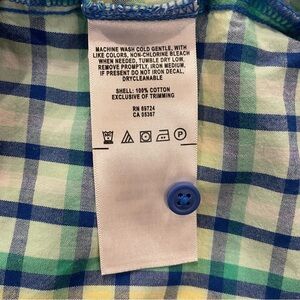 MACHINE WASH COLD GENTLE, WITH
LIKE COLORS, NON-CHLORINE BLEACH
WHEN NEEDED, TUMBLE DRY LOW,
REMOVE PROMPTLY, IRON MEDIUM,
IF PRESENT DO NOT IRON DECAL,
DRYCLEANABLE
SHELL: 100% COTTON
EXCLUSIVE OF TRIMMING
RN 69724
CA 05367
P